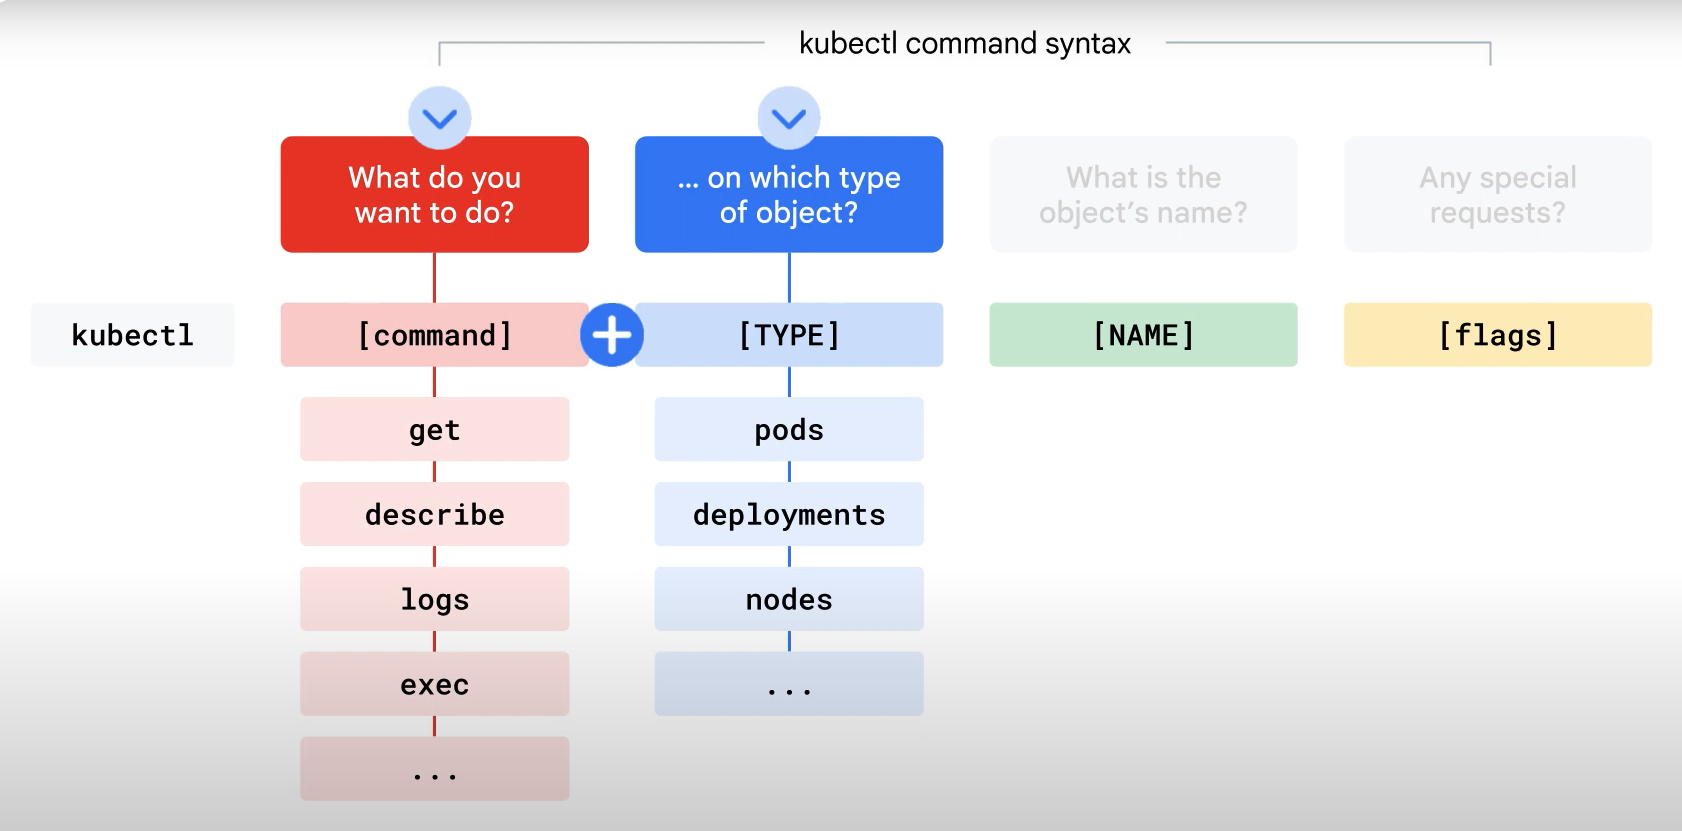 kubectl command syntax
What do you
want to do?
... on which type
of object?
What is the
object's name?
Any special
requests?
kubectl
[command]
[TYPE]
[NAME]
[flags]
get
describe
logs
exec
...
pods
deployments
nodes
...